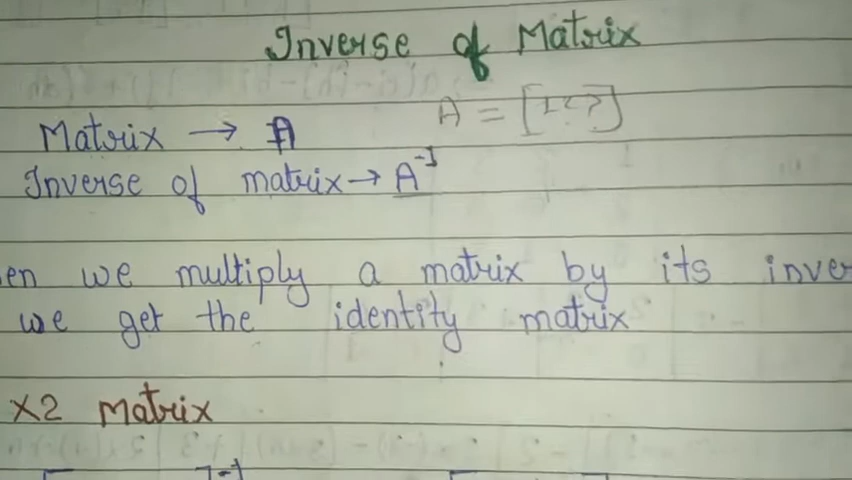 Inverse of Matrix
A =
Matrix → A
Inverse of matrix → A⁻¹
en we multiply a matrix by its inver
we get the identity matrix
x2 Matrix